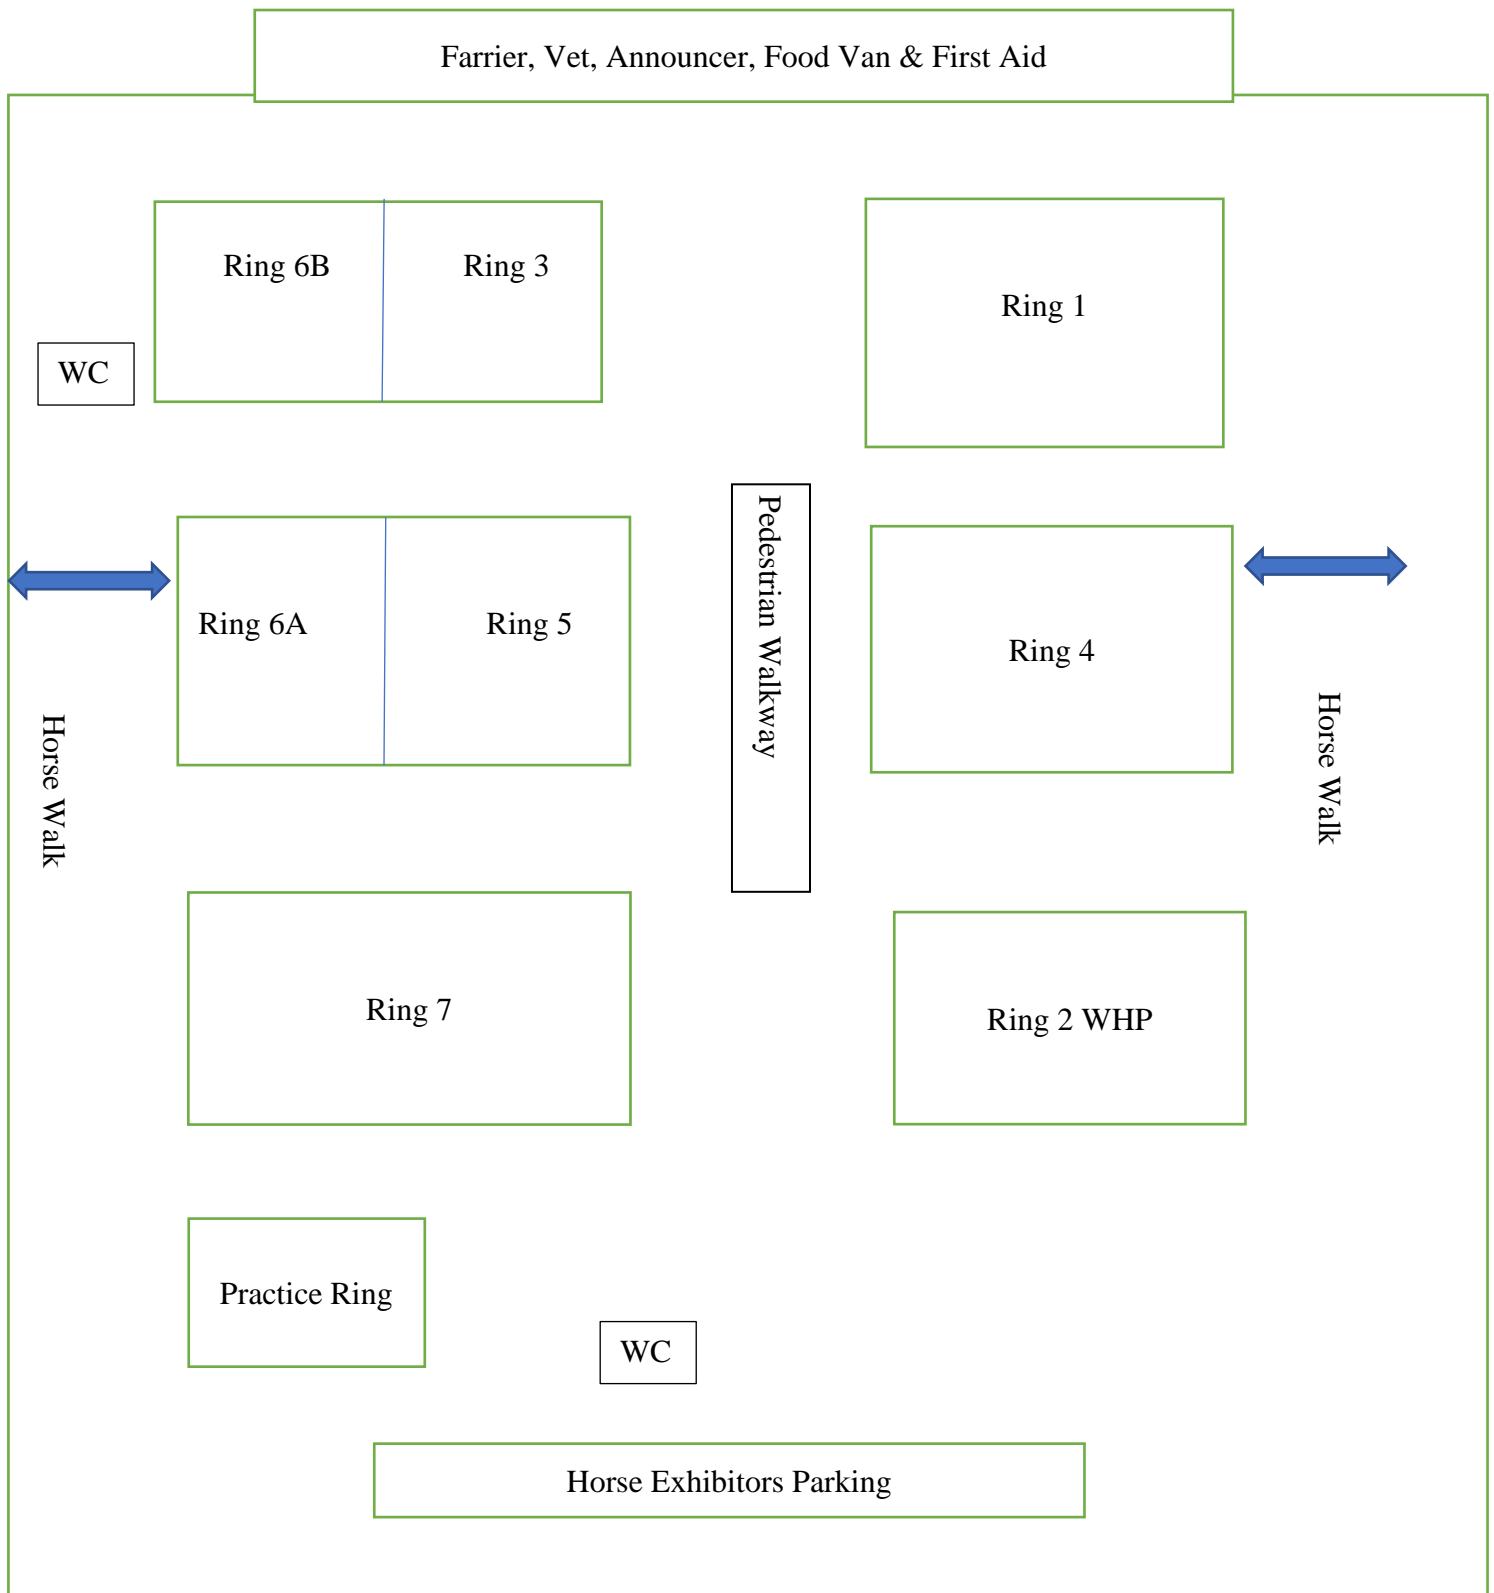 Farrier, Vet, Announcer, Food Van & First Aid
Ring 6B
Ring 3
Ring 1
WC
Pedestrian Walkway
Ring 6A
Ring 5
Ring 4
Horse Walk
Horse Walk
Ring 7
Ring 2 WHP
Practice Ring
WC
Horse Exhibitors Parking